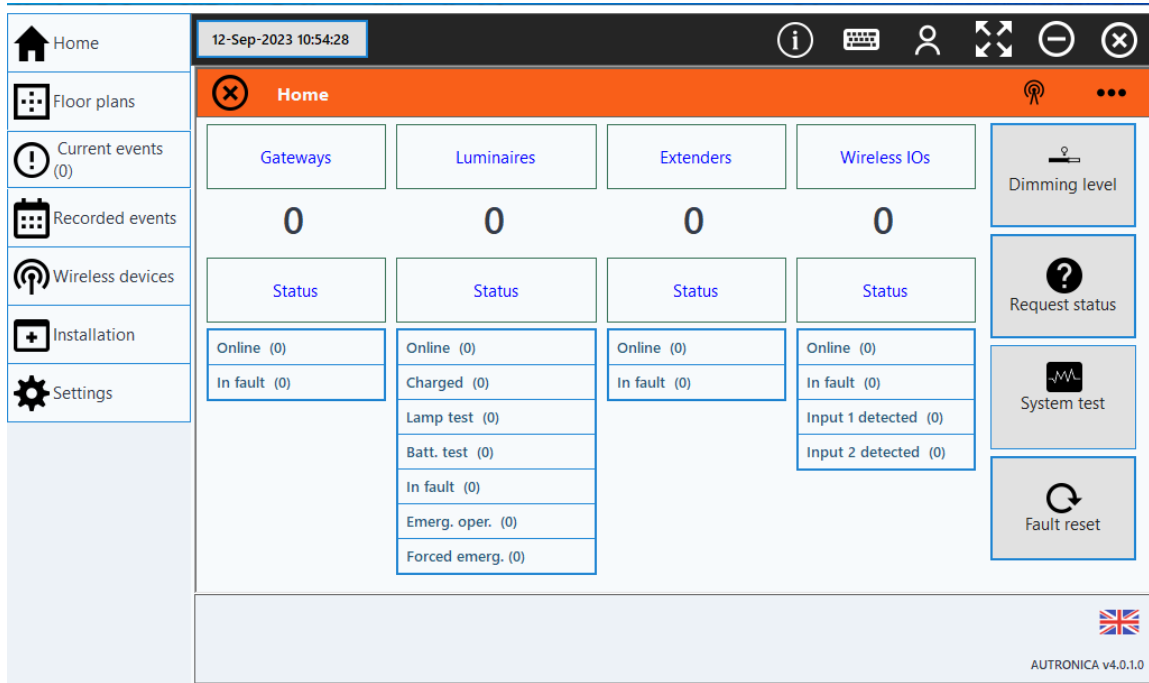 Home
Floor plans
Current events
(0)
Recorded events
Wireless devices
Installation
Settings
12-Sep-2023 10:54:28
Home
Gateways
Luminaires
Extenders
Wireless IOs
0
0
0
0
Status
Status
Status
Status
Online (0)
In fault (0)
Online (0)
Charged (0)
Lamp test (0)
Batt. test (0)
In fault (0)
Emerg. oper. (0)
Forced emerg. (0)
Online (0)
In fault (0)
Online (0)
In fault (0)
Input 1 detected (0)
Input 2 detected (0)
Dimming level
Request status
System test
Fault reset
AUTRONICA v4.0.1.0